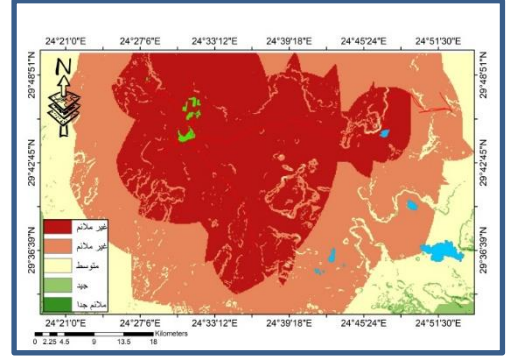 24°21'0"E 24°27'6"E 24°33'12"E 24°39'18"E 24°45'24"E 24°51'30"E
N
29°48'51"N 29°48'51"N
29°42'45"N 29°42'45"N
29°36'39"N 29°36'39"N
غير ملائم
غير ملائم
متوسط
جيد
ملائم جدا
24°21'0"E 24°27'6"E 24°33'12"E 24°39'18"E 24°45'24"E 24°51'30"E
Kilometers
0 2.25 4.5 9 13.5 18